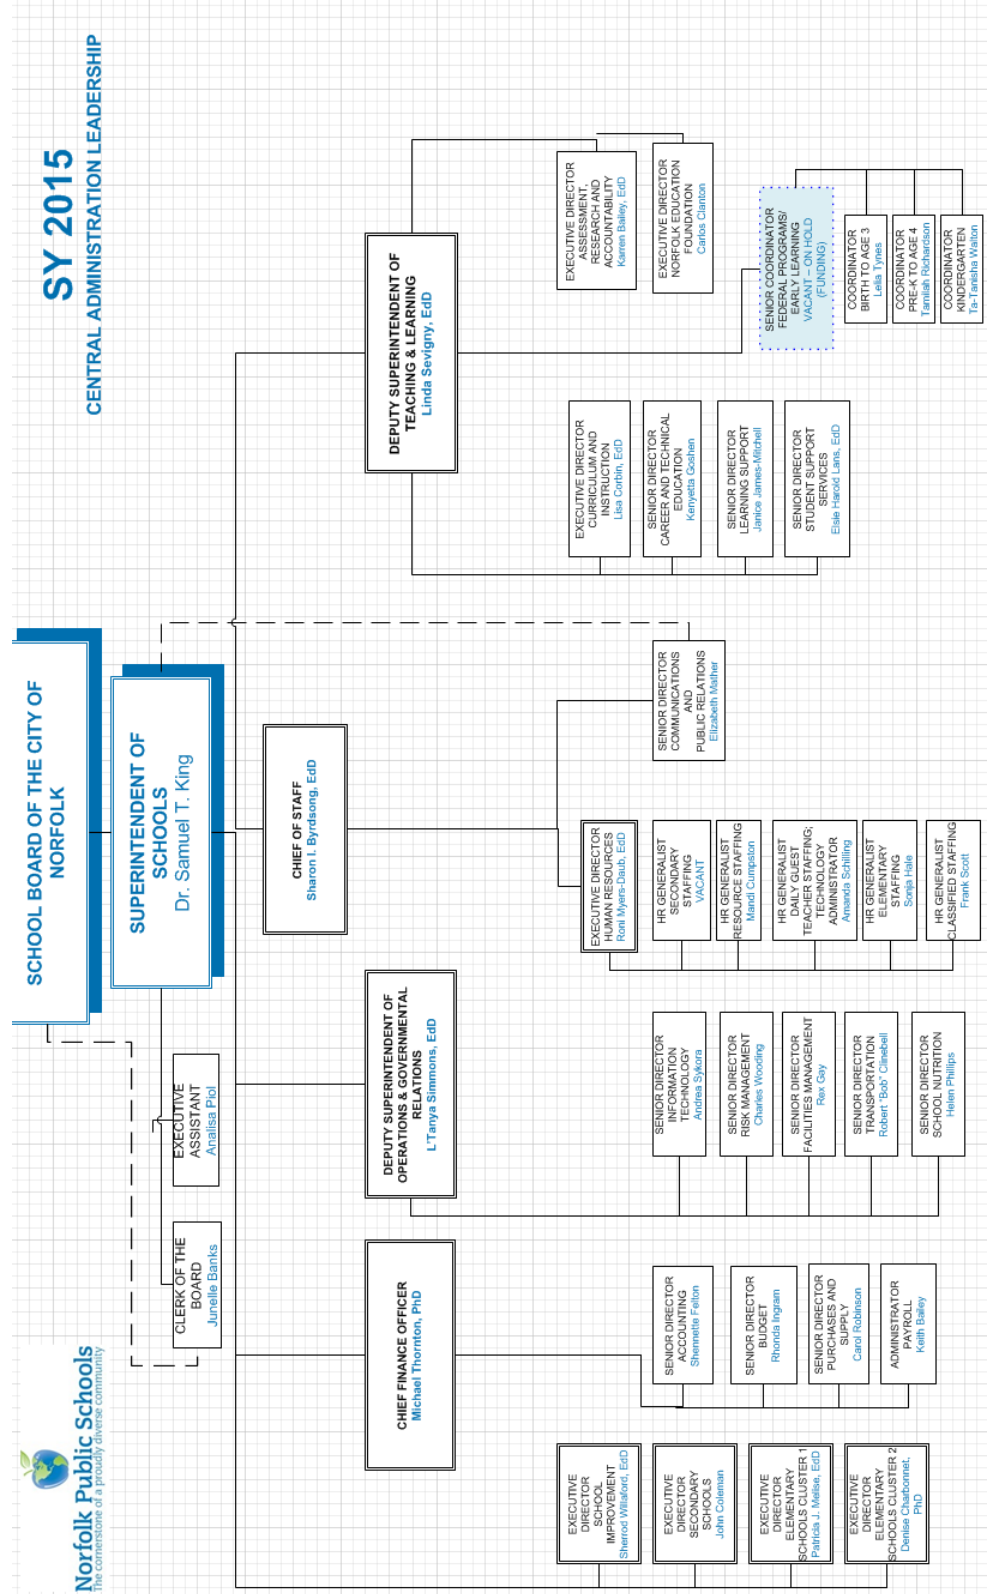 Norfolk Public Schools
The cornerstone of a proudly diverse community
SY 2015
CENTRAL ADMINISTRATION LEADERSHIP
SCHOOL BOARD OF THE CITY OF
NORFOLK
SUPERINTENDENT OF
SCHOOLS
Dr. Samuel T. King
CLERK OF THE
BOARD
Junelle Banks
EXECUTIVE
ASSISTANT
Analisa Piol
CHIEF OF STAFF
Sharon I. Byrdsong, EdD
CHIEF FINANCE OFFICER
Michael Thornton, PhD
DEPUTY SUPERINTENDENT OF
OPERATIONS & GOVERNMENTAL
RELATIONS
L'Tanya Simmons, EdD
DEPUTY SUPERINTENDENT OF
TEACHING & LEARNING
Linda Sevigny, EdD
EXECUTIVE
DIRECTOR
SCHOOL
IMPROVEMENT
Sherrod Willaford, EdD
EXECUTIVE
DIRECTOR
SECONDARY
SCHOOLS
John Coleman
EXECUTIVE
DIRECTOR
ELEMENTARY
SCHOOLS CLUSTER 1
Patricia J. Melise, EdD
EXECUTIVE
DIRECTOR
ELEMENTARY
SCHOOLS CLUSTER 2
Denise Charbonnet,
PhD
SENIOR DIRECTOR
ACCOUNTING
Shennette Felton
SENIOR DIRECTOR
BUDGET
Rhonda Ingram
SENIOR DIRECTOR
PURCHASES AND
SUPPLY
Carol Robinson
ADMINISTRATOR
PAYROLL
Keith Bailey
SENIOR DIRECTOR
INFORMATION
TECHNOLOGY
Andrea Sykora
SENIOR DIRECTOR
RISK MANAGEMENT
Charles Wooding
SENIOR DIRECTOR
FACILITIES MANAGEMENT
Rex Gay
SENIOR DIRECTOR
TRANSPORTATION
Robert "Bob" Clinebell
SENIOR DIRECTOR
SCHOOL NUTRITION
Helen Phillips
EXECUTIVE DIRECTOR
HUMAN RESOURCES
Roni Myers-Daub, EdD
HR GENERALIST
SECONDARY
STAFFING
VACANT
HR GENERALIST
RESOURCE STAFFING
Mandi Cumpston
HR GENERALIST
DAILY GUEST
TEACHER STAFFING;
TECHNOLOGY
ADMINISTRATOR
Amanda Schilling
HR GENERALIST
ELEMENTARY
STAFFING
Sonja Hale
HR GENERALIST
CLASSIFIED STAFFING
Frank Scott
SENIOR DIRECTOR
COMMUNICATIONS
AND
PUBLIC RELATIONS
Elizabeth Mather
EXECUTIVE DIRECTOR
CURRICULUM AND
INSTRUCTION
Lisa Corbin, EdD
SENIOR DIRECTOR
CAREER AND TECHNICAL
EDUCATION
Kenyetta Goshen
SENIOR DIRECTOR
LEARNING SUPPORT
Janice James-Mitchell
SENIOR DIRECTOR
STUDENT SUPPORT
SERVICES
Elsie Harold Lans, EdD
EXECUTIVE DIRECTOR
ASSESSMENT,
RESEARCH AND
ACCOUNTABILITY
Karren Bailey, EdD
EXECUTIVE DIRECTOR
NORFOLK EDUCATION
FOUNDATION
Carlos Clanton
SENIOR COORDINATOR
FEDERAL PROGRAMS/
EARLY LEARNING
VACANT – ON HOLD
(FUNDING)
COORDINATOR
BIRTH TO AGE 3
Lelia Tynes
COORDINATOR
PRE-K TO AGE 4
Tamilah Richardson
COORDINATOR
KINDERGARTEN
Ta-Tanisha Walton